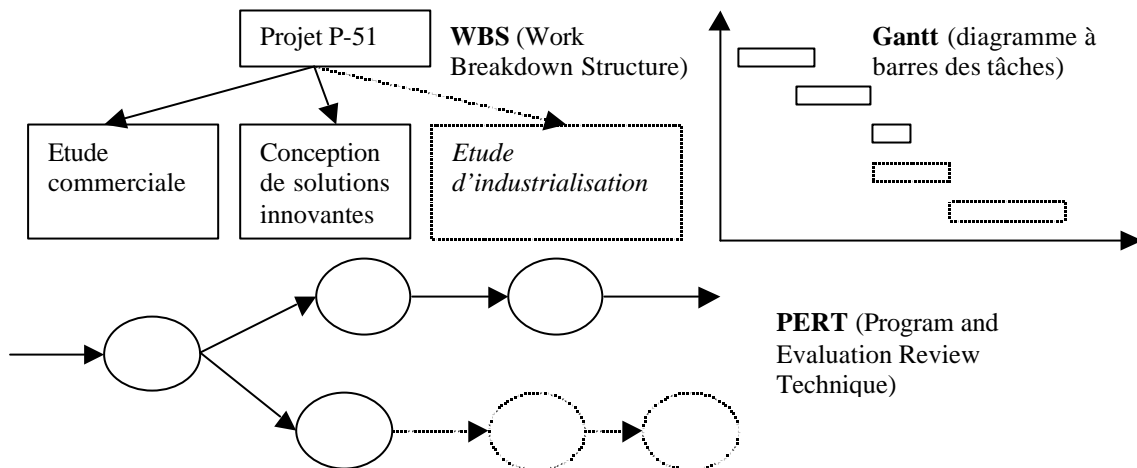 Projet P-51
WBS (Work
Breakdown Structure)
Etude
commerciale
Conception
de solutions
innovantes
Etude
d'industrialisation
Gantt (diagramme à
barres des tâches)
PERT (Program and
Evaluation Review
Technique)